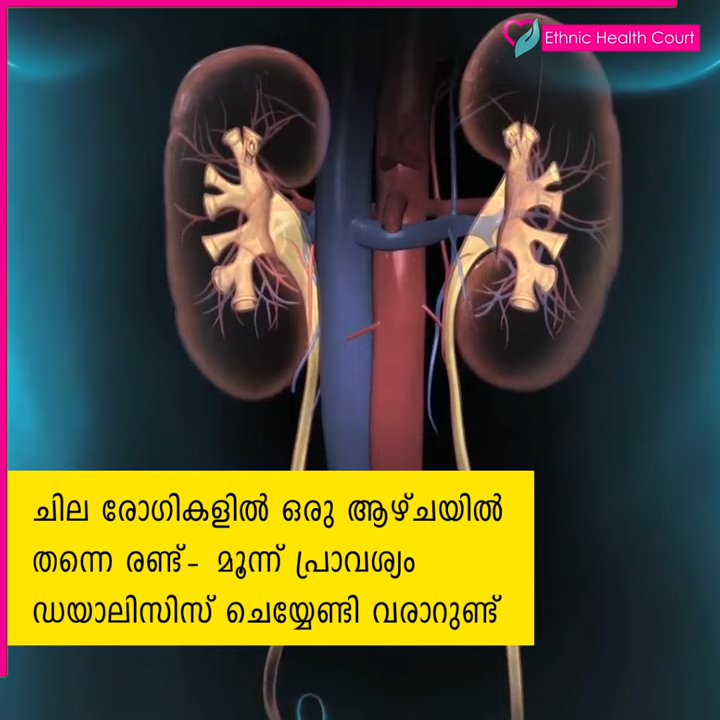 Ethnic Health Court
ചില രോഗികളിൽ ഒരു ആഴ്ചയിൽ
തന്നെ രണ്ട്- മൂന്ന് പ്രാവശ്യം
ഡയാലിസിസ് ചെയ്യേണ്ടി വരാറുണ്ട്